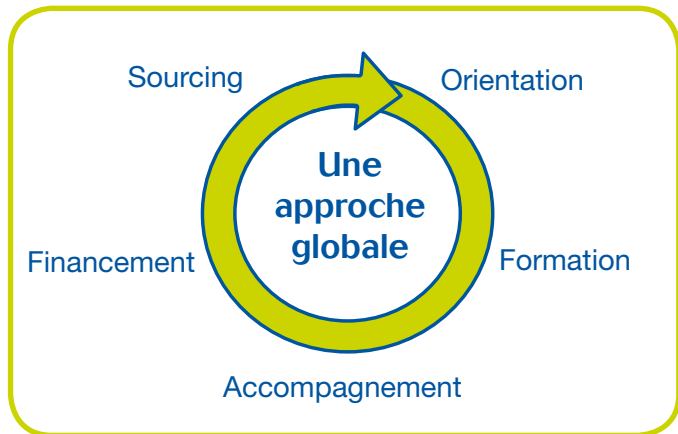 Sourcing
Orientation
Une
approche
globale
Financement
Formation
Accompagnement